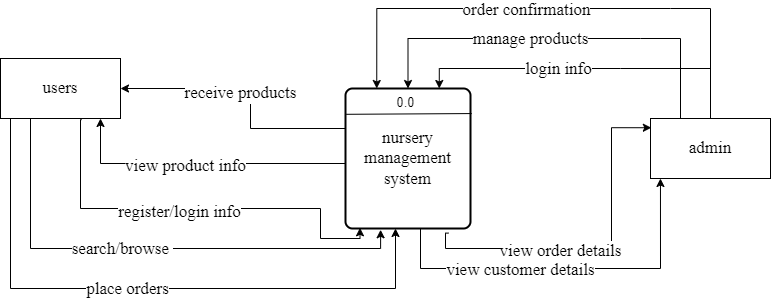 order confirmation
manage products
login info
users
receive products
0.0
nursery
management
system
admin
view product info
register/login info
search/browse
view order details
view customer details
place orders